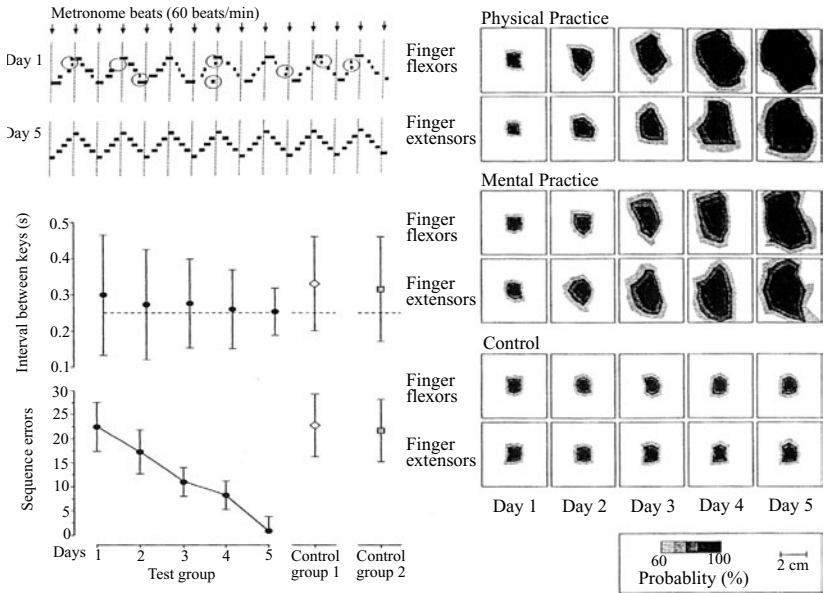 Metronome beats (60 beats/min)
Day 1
Day 5
Interval between keys (s)
0.5
0.4
0.3
0.2
0.1
Sequence errors
30
25
20
15
10
5
0
Days
1
2
3
4
5
Test group
Control
group 1
Control
group 2
Physical Practice
Finger
flexors
Finger
extensors
Mental Practice
Finger
flexors
Finger
extensors
Control
Finger
flexors
Finger
extensors
Day 1
Day 2
Day 3
Day 4
Day 5
60
100
Probablity (%)
2 cm